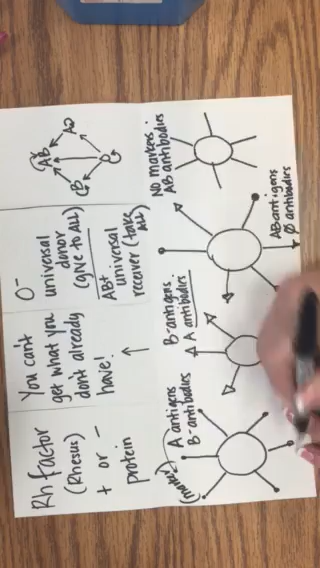 Rh factor
(Rhesus)
+ or -
protein
You can't
get what you
don't already
have!
O-
universal
donor
(give to ALL)
AB+
universal
receiver (take
ALL)
AB
A
B
O
A antigens
B-antibodies
B-antigens
A antibodies
AB antigens
Ø antibodies
No markers
AB antibodies